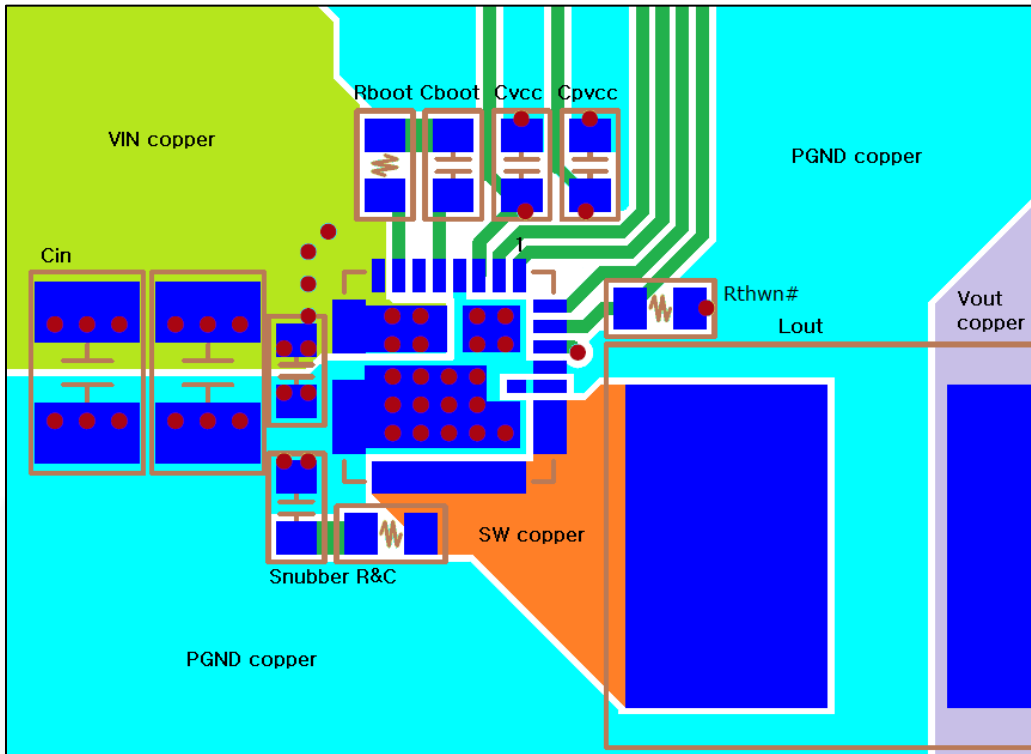 Rboot
Cboot
Cvcc
Cpvcc
VIN copper
PGND copper
1
Cin
Rthwn#
Vout
copper
Lout
SW copper
Snubber R&C
PGND copper